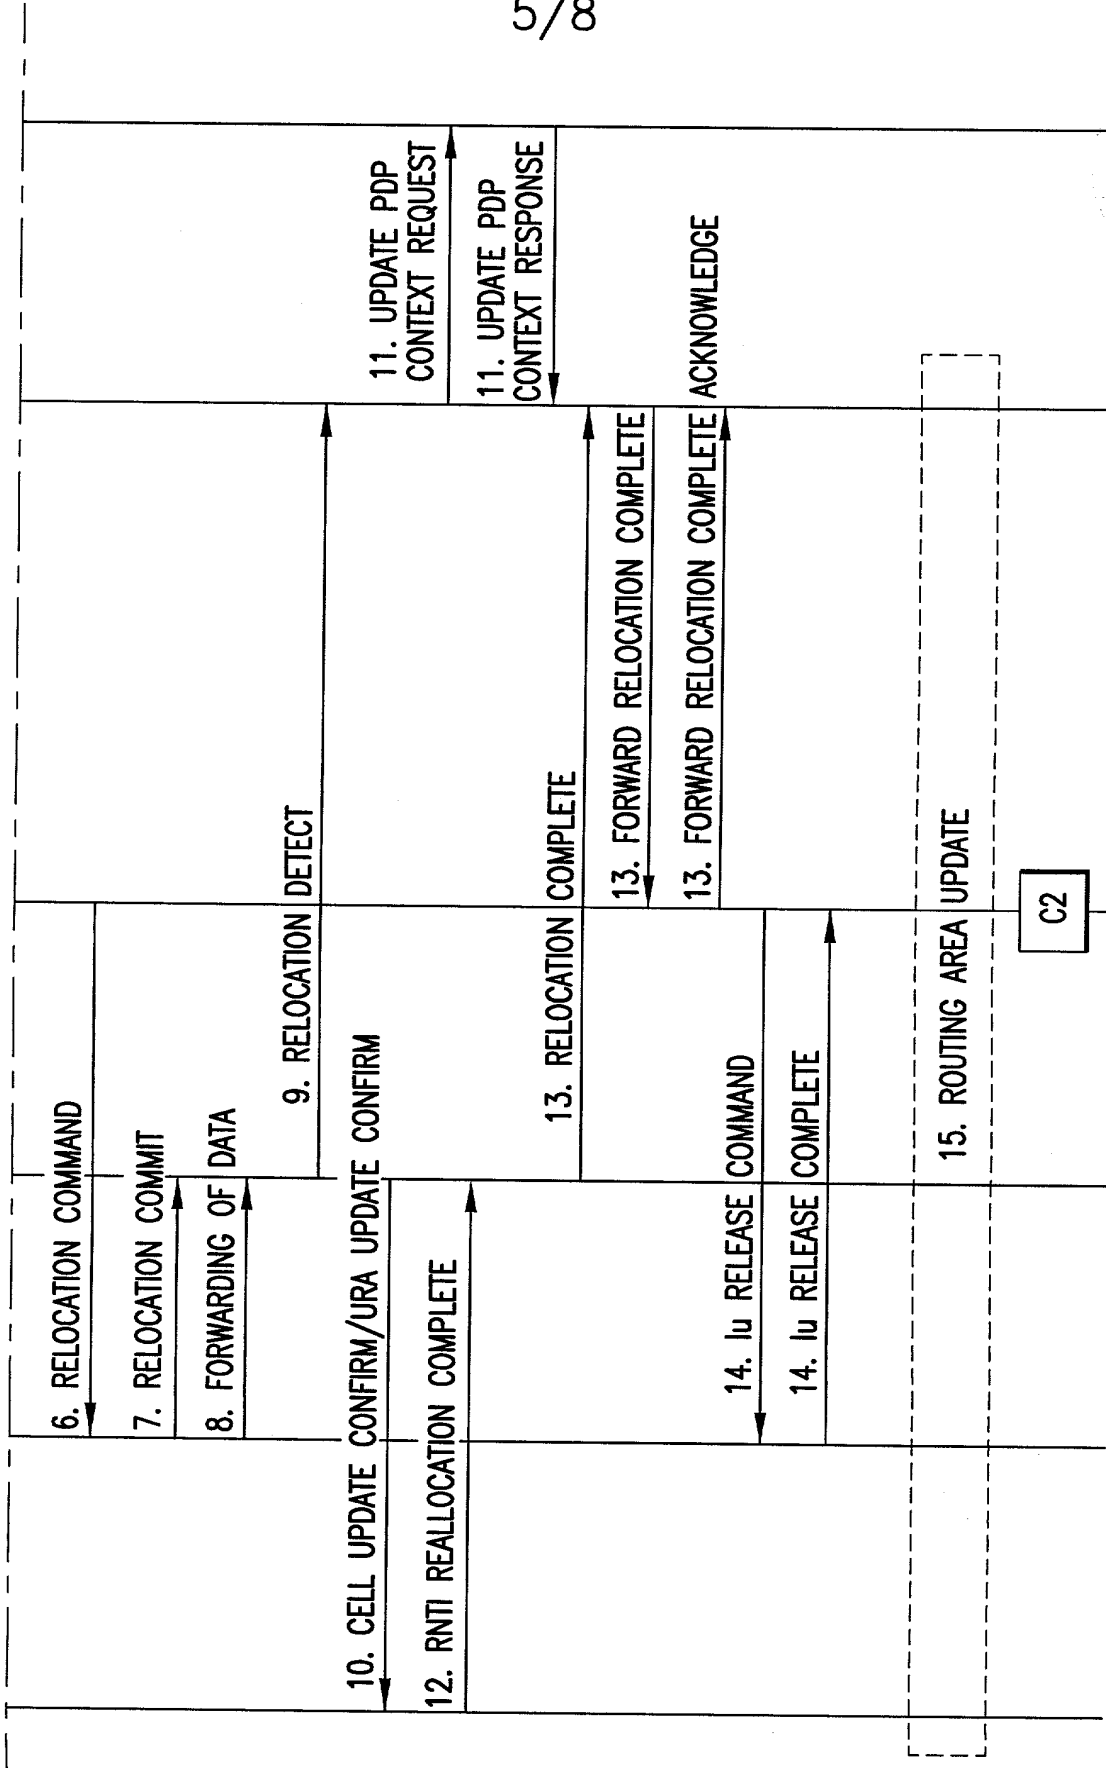 5/8
6. RELOCATION COMMAND
7. RELOCATION COMMIT
8. FORWARDING OF DATA
9. RELOCATION DETECT
10. CELL UPDATE CONFIRM/URA UPDATE CONFIRM
11. UPDATE PDP
CONTEXT REQUEST
12. RNTI REALLOCATION COMPLETE
11. UPDATE PDP
CONTEXT RESPONSE
13. RELOCATION COMPLETE
13. FORWARD RELOCATION COMPLETE
13. FORWARD RELOCATION COMPLETE ACKNOWLEDGE
14. Iu RELEASE COMMAND
14. Iu RELEASE COMPLETE
15. ROUTING AREA UPDATE
C2